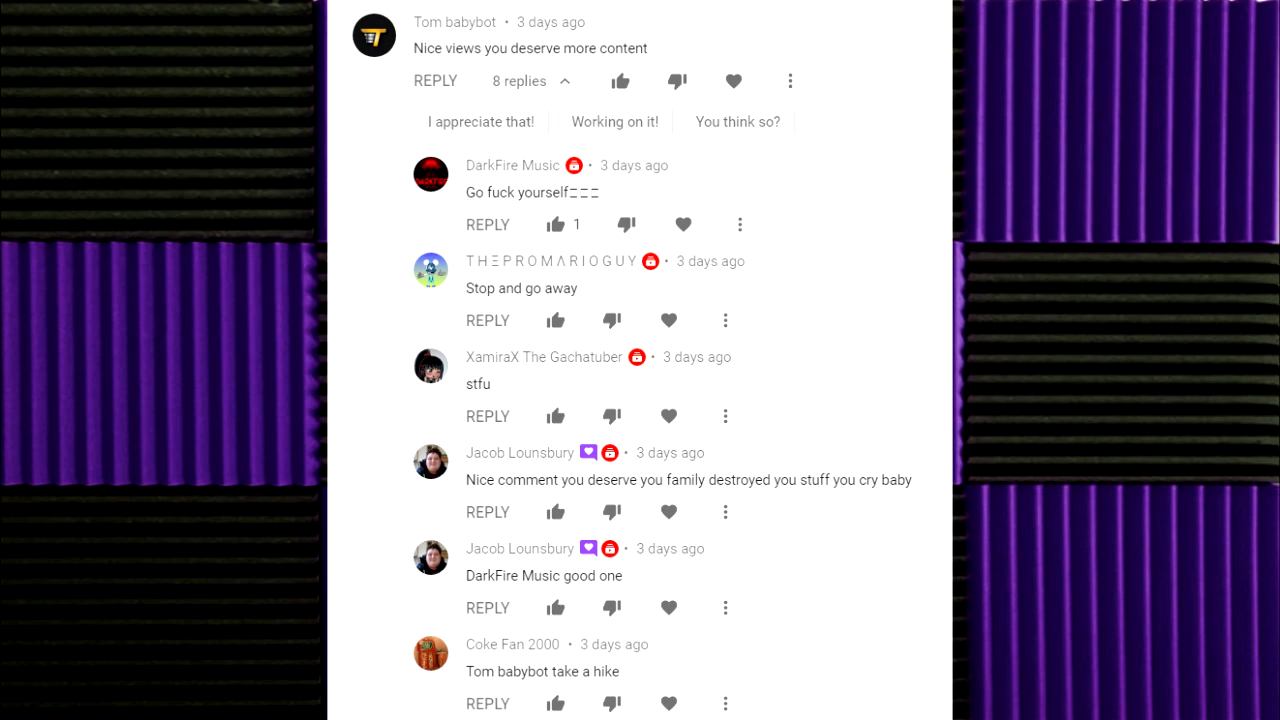 Tom babybot • 3 days ago
Nice views you deserve more content
REPLY 8 replies
I appreciate that! Working on it! You think so?
DarkFire Music • 3 days ago
Go fuck yourself
REPLY 1
T H Ξ P R O M Λ R I O G U Y • 3 days ago
Stop and go away
REPLY
XamiraX The Gachatuber • 3 days ago
stfu
REPLY
Jacob Lounsbury • 3 days ago
Nice comment you deserve you family destroyed you stuff you cry baby
REPLY
Jacob Lounsbury • 3 days ago
DarkFire Music good one
REPLY
Coke Fan 2000 • 3 days ago
Tom babybot take a hike
REPLY